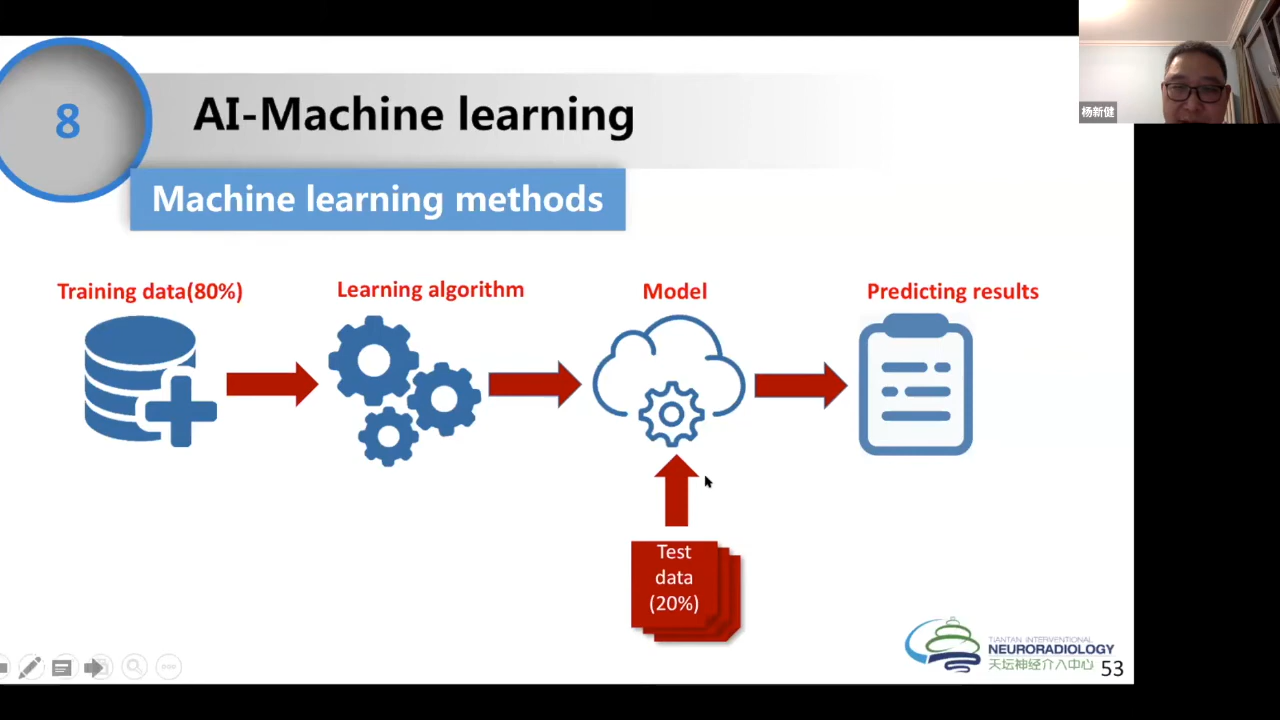 8
AI-Machine learning
杨新健
Machine learning methods
Training data(80%)
Learning algorithm
Model
Predicting results
Test
data
(20%)
TIANTAN INTERVENTIONAL
NEURORADIOLOGY
天坛神经介入中心
53